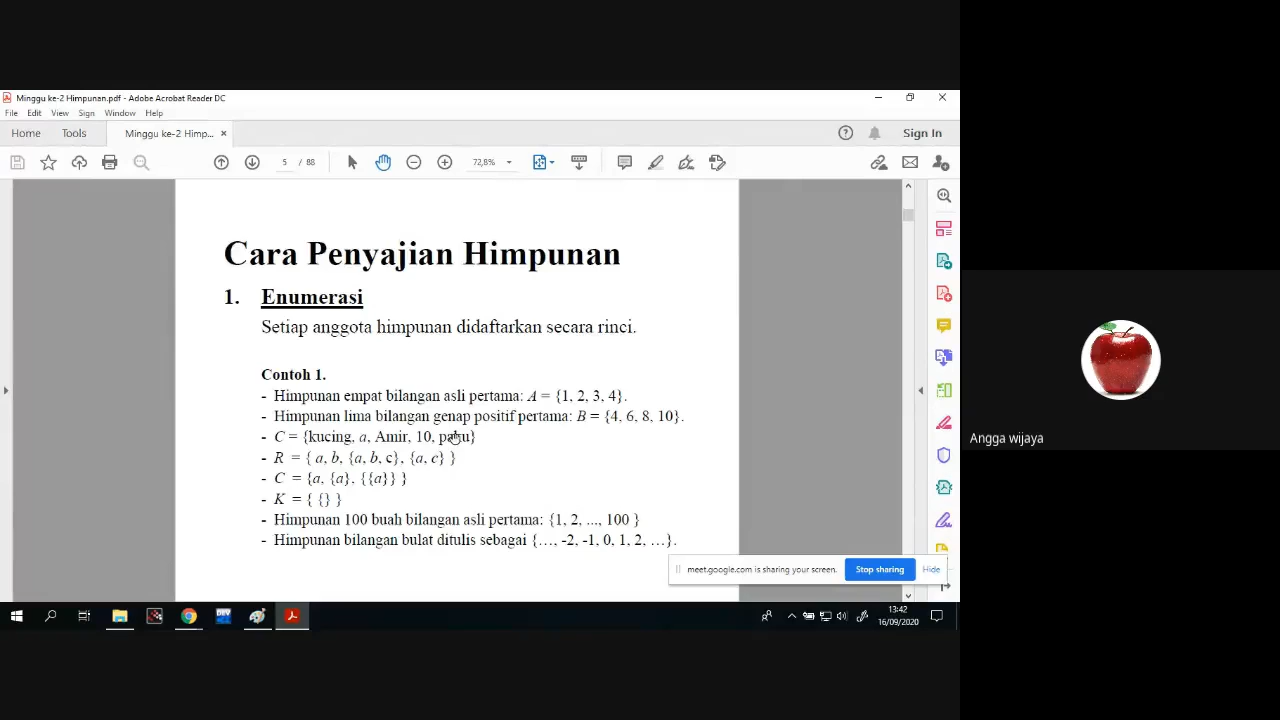 Minggu ke-2 Himpunan.pdf - Adobe Acrobat Reader DC
File Edit View Sign Window Help
Home Tools Minggu ke-2 Himp... × Sign In
5 / 88 72,8%
Cara Penyajian Himpunan
1. Enumerasi
Setiap anggota himpunan didaftarkan secara rinci.
Contoh 1.
- Himpunan empat bilangan asli pertama: A = {1, 2, 3, 4}.
- Himpunan lima bilangan genap positif pertama: B = {4, 6, 8, 10}.
- C = {kucing, a, Amir, 10, paku}
- R = { a, b, {a, b, c}, {a, c} }
- C = {a, {a}, {{a}} }
- K = { {} }
- Himpunan 100 buah bilangan asli pertama: {1, 2, ..., 100 }
- Himpunan bilangan bulat ditulis sebagai {…, -2, -1, 0, 1, 2, …}.
meet.google.com is sharing your screen. Stop sharing Hide
Angga wijaya
DEV
13:42
16/09/2020